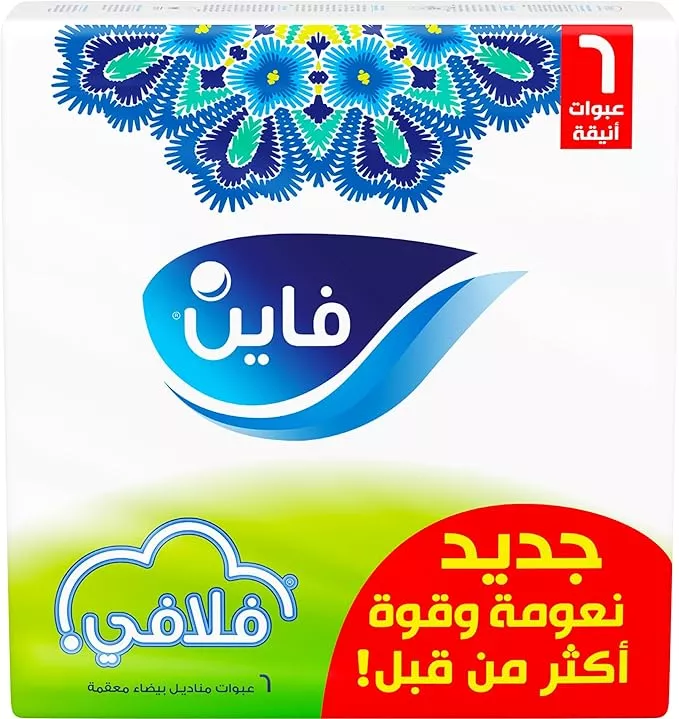 ٦
عبوات
أنيقة
فاين
®
فلافي
®
٦ عبوات مناديل بيضاء معقمة
جديد
نعومة وقوة
أكثر من قبل!